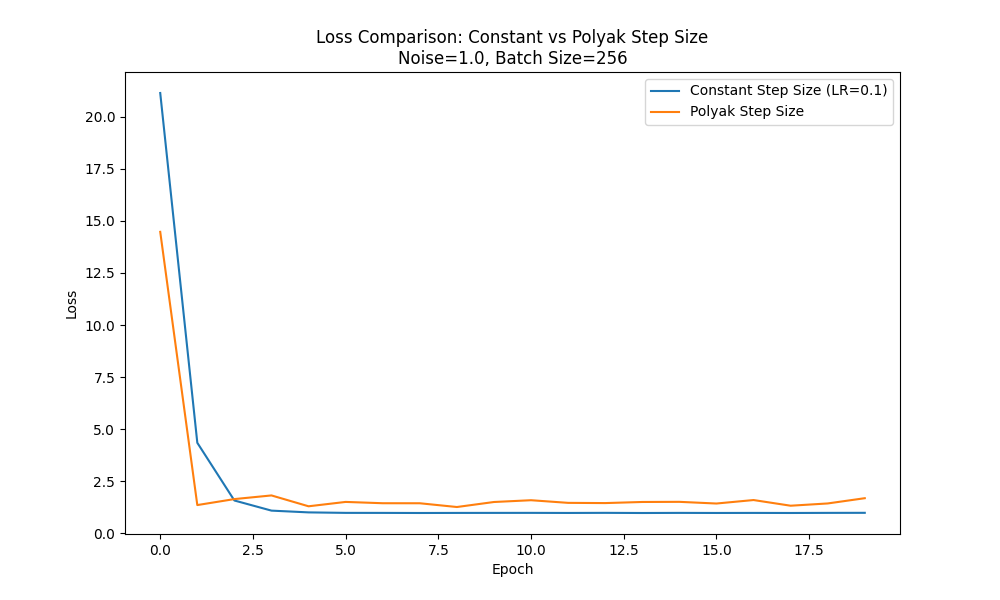 Loss Comparison: Constant vs Polyak Step Size
Noise=1.0, Batch Size=256
Constant Step Size (LR=0.1)
Polyak Step Size
Loss
20.0
17.5
15.0
12.5
10.0
7.5
5.0
2.5
0.0
0.0 2.5 5.0 7.5 10.0 12.5 15.0 17.5
Epoch